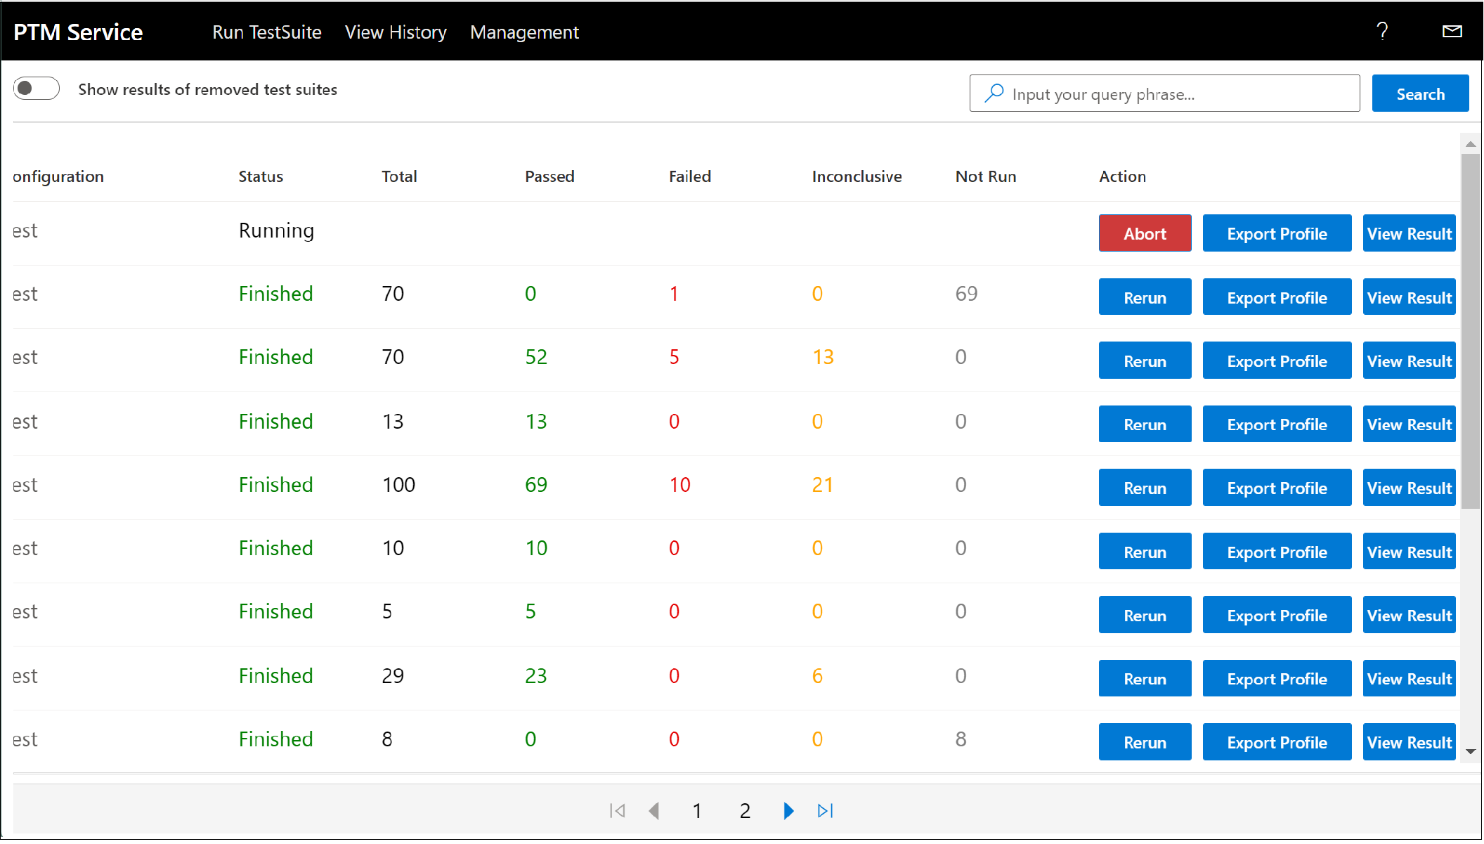 PTM Service Run TestSuite View History Management ?
Show results of removed test suites Input your query phrase... Search
onfiguration Status Total Passed Failed Inconclusive Not Run Action
est Running Abort Export Profile View Result
est Finished 70 0 1 0 69 Rerun Export Profile View Result
est Finished 70 52 5 13 0 Rerun Export Profile View Result
est Finished 13 13 0 0 0 Rerun Export Profile View Result
est Finished 100 69 10 21 0 Rerun Export Profile View Result
est Finished 10 10 0 0 0 Rerun Export Profile View Result
est Finished 5 5 0 0 0 Rerun Export Profile View Result
est Finished 29 23 0 6 0 Rerun Export Profile View Result
est Finished 8 0 0 0 8 Rerun Export Profile View Result
1 2